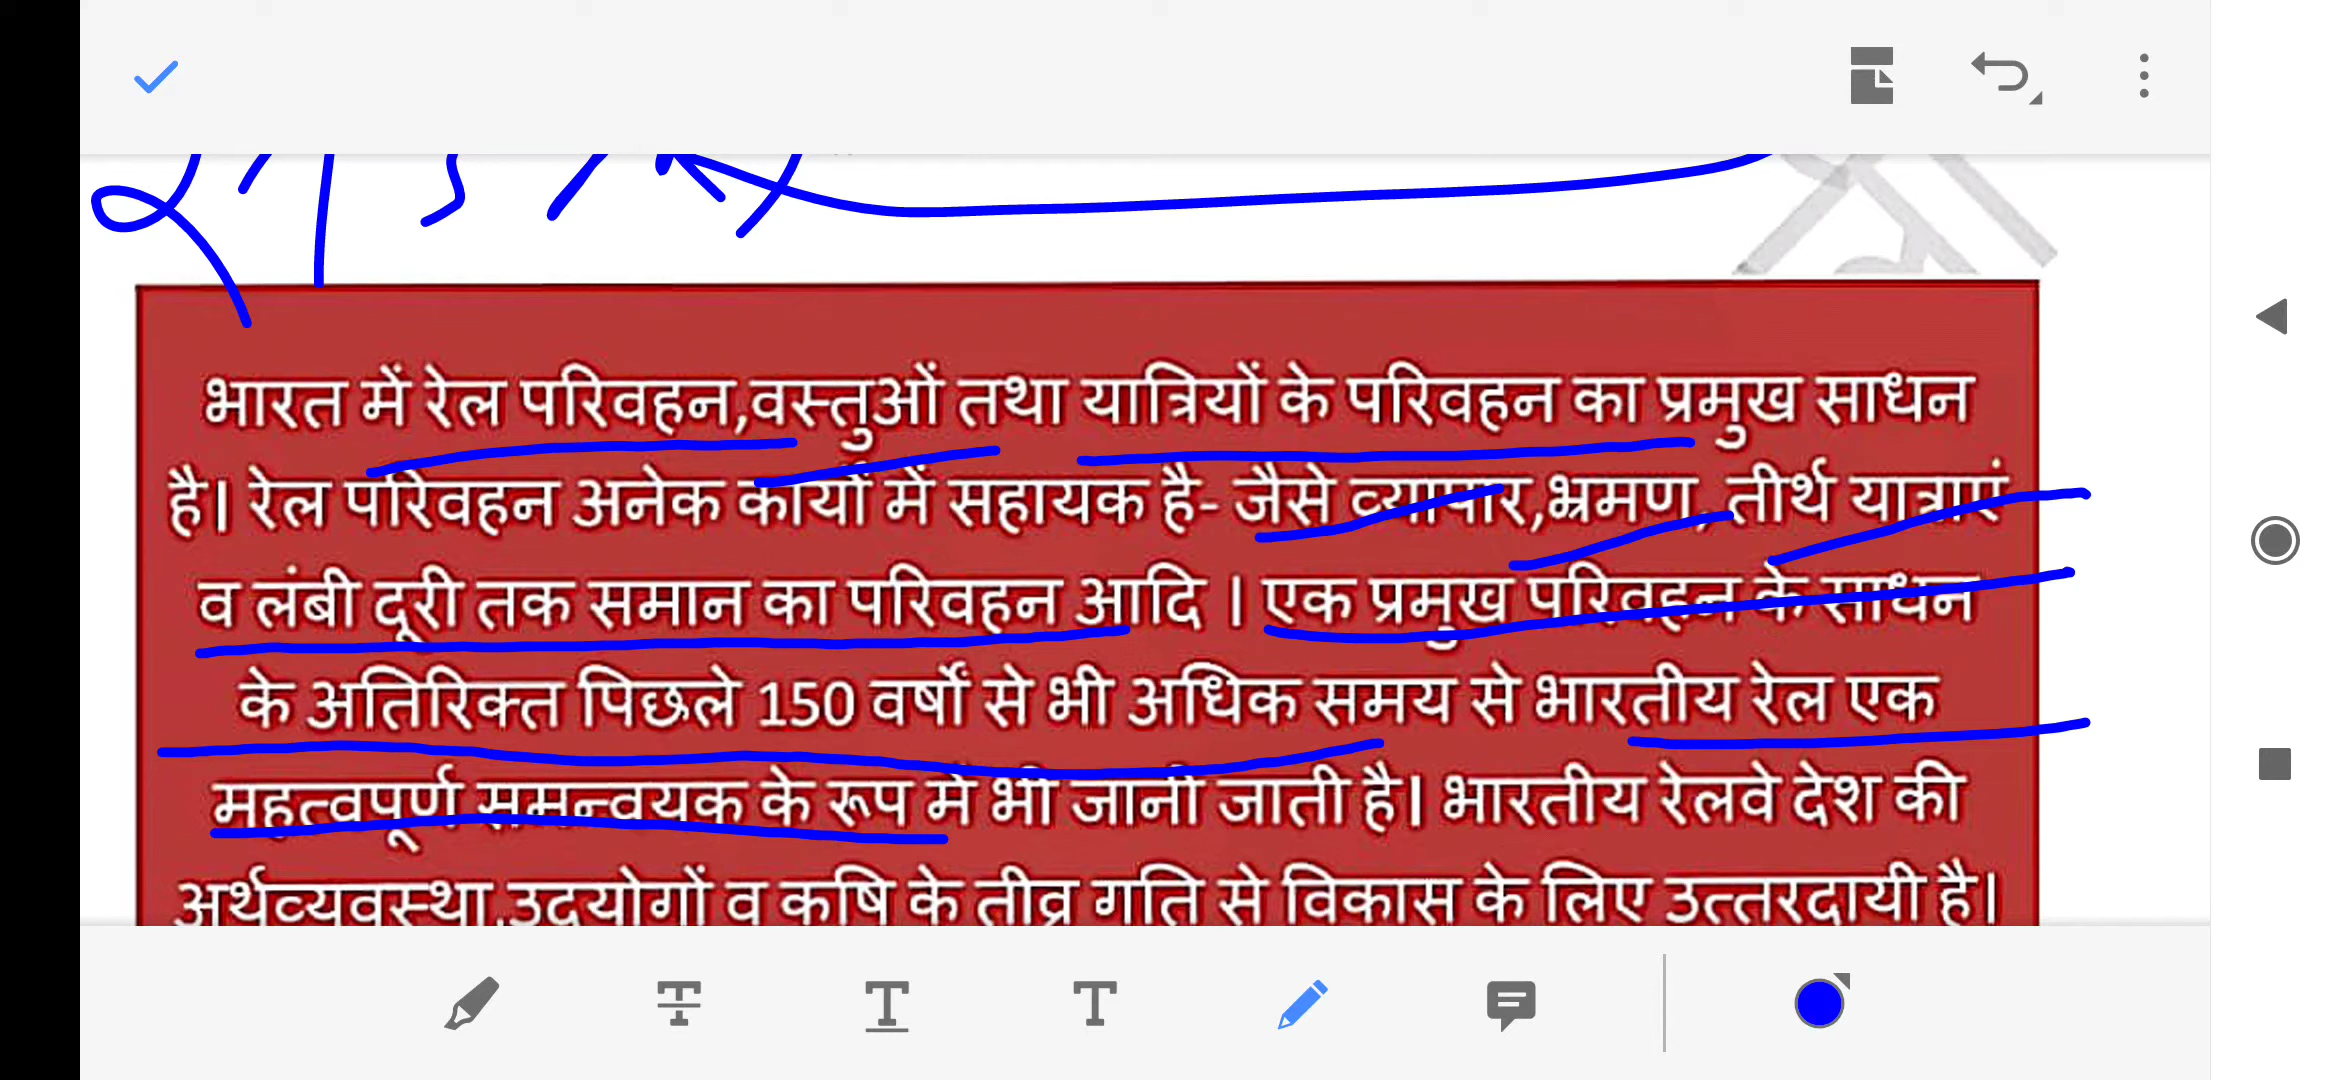 भारत में रेल परिवहन,वस्तुओं तथा यात्रियों के परिवहन का प्रमुख साधन
है। रेल परिवहन अनेक कार्यो में सहायक है- जैसे व्यापार,भ्रमण, तीर्थ यात्राएं
व लंबी दूरी तक समान का परिवहन आदि । एक प्रमुख परिवहन के साधन
के अतिरिक्त पिछले 150 वर्षों से भी अधिक समय से भारतीय रेल एक
महत्वपूर्ण समन्वयक के रूप में भी जानी जाती है। भारतीय रेलवे देश की
अर्थव्यवस्था,उद्योगों व कृषि के तीव्र गति से विकास के लिए उत्तरदायी है।